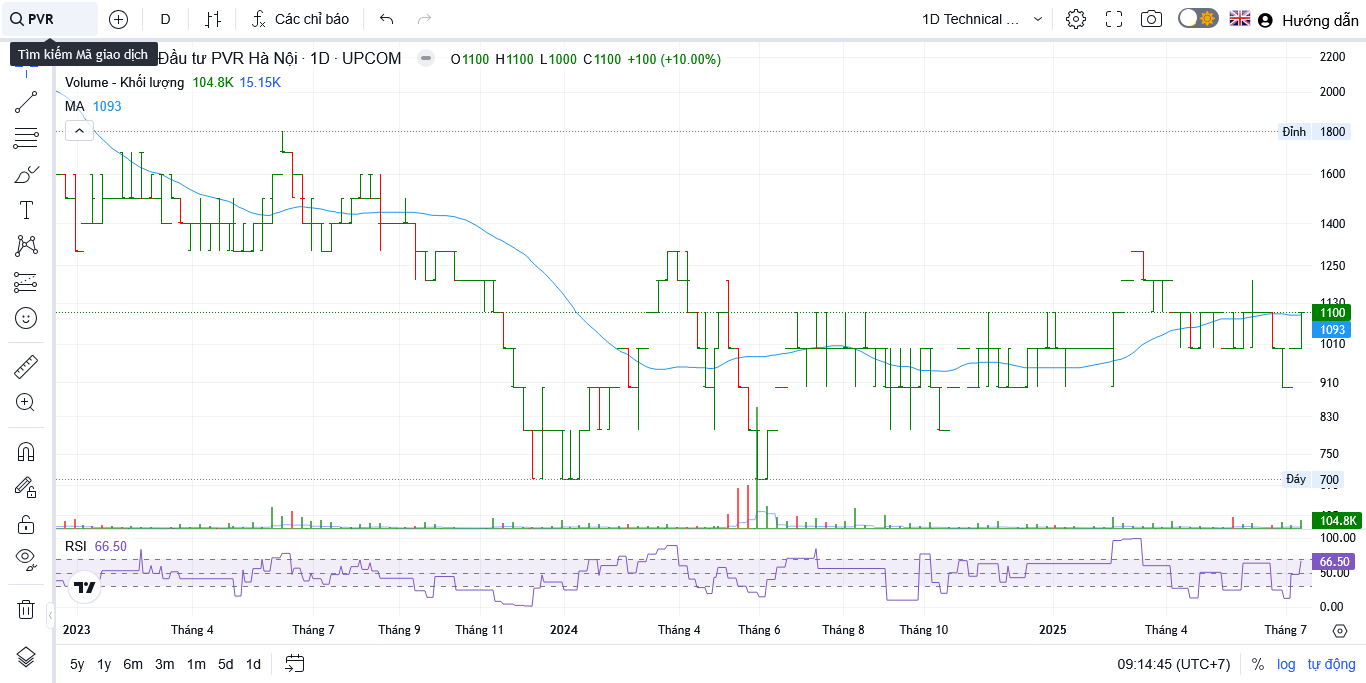 PVR
D
Các chỉ báo
1D Technical ...
Hướng dẫn
Tìm kiếm Mã giao dịch
Đầu tư PVR Hà Nội · 1D · UPCOM
O1100 H1100 L1000 C1100 +100 (+10.00%)
Volume - Khối lượng 104.8K 15.15K
MA 1093
2200
2000
Đỉnh 1800
1600
1400
1250
1130
1100
1093
1010
910
830
750
Đáy 700
104.8K
RSI 66.50
100.00
66.50
50.00
0.00
2023 Tháng 4 Tháng 7 Tháng 9 Tháng 11 2024 Tháng 4 Tháng 6 Tháng 8 Tháng 10 2025 Tháng 4 Tháng 7
5y 1y 6m 3m 1m 5d 1d
09:14:45 (UTC+7) % log tự động